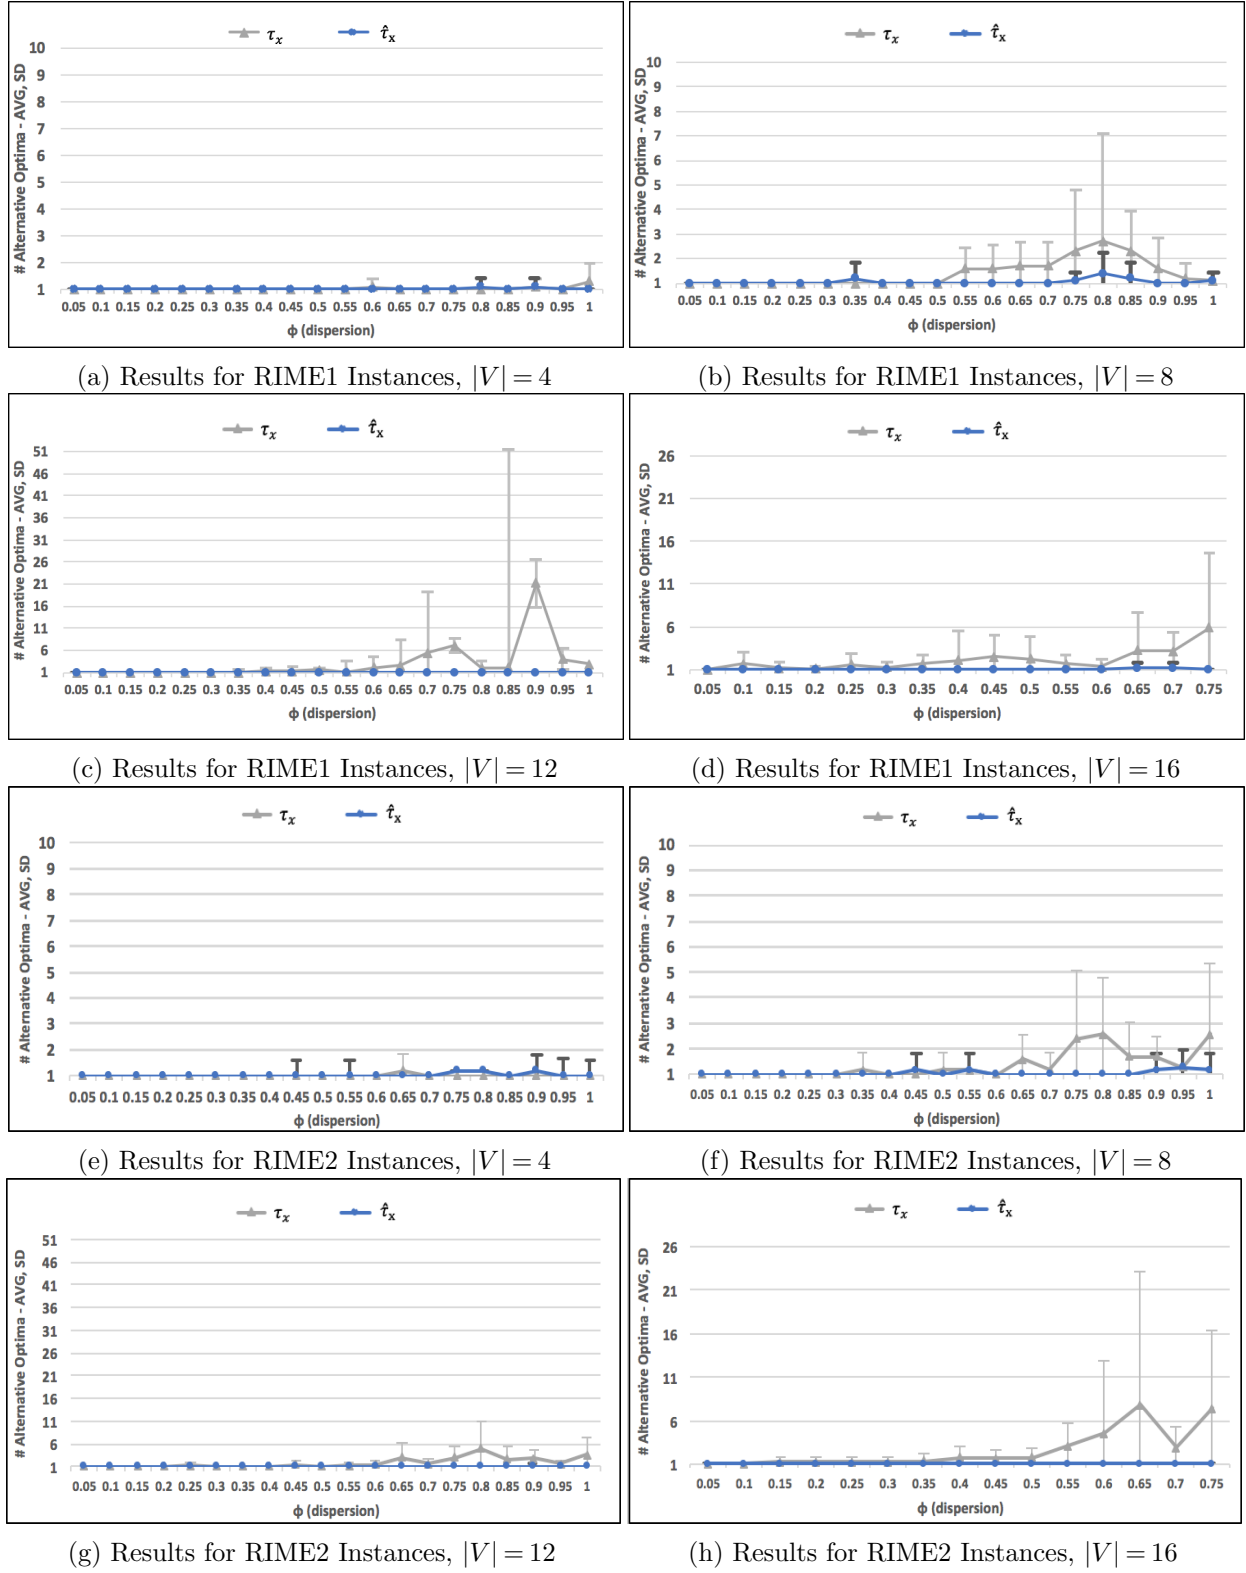 τx τ̂x
10
9
8
7
6
5
4
3
2
1
# Alternative Optima - AVG, SD
0.05 0.1 0.15 0.2 0.25 0.3 0.35 0.4 0.45 0.5 0.55 0.6 0.65 0.7 0.75 0.8 0.85 0.9 0.95 1
ϕ (dispersion)
(a) Results for RIME1 Instances, |V| = 4
τx τ̂x
10
9
8
7
6
5
4
3
2
1
# Alternative Optima - AVG, SD
0.05 0.1 0.15 0.2 0.25 0.3 0.35 0.4 0.45 0.5 0.55 0.6 0.65 0.7 0.75 0.8 0.85 0.9 0.95 1
ϕ (dispersion)
(b) Results for RIME1 Instances, |V| = 8
τx τ̂x
51
46
41
36
31
26
21
16
11
6
1
# Alternative Optima - AVG, SD
0.05 0.1 0.15 0.2 0.25 0.3 0.35 0.4 0.45 0.5 0.55 0.6 0.65 0.7 0.75 0.8 0.85 0.9 0.95 1
ϕ (dispersion)
(c) Results for RIME1 Instances, |V| = 12
τx τ̂x
26
21
16
11
6
1
# Alternative Optima - AVG, SD
0.05 0.1 0.15 0.2 0.25 0.3 0.35 0.4 0.45 0.5 0.55 0.6 0.65 0.7 0.75
ϕ (dispersion)
(d) Results for RIME1 Instances, |V| = 16
τx τ̂x
10
9
8
7
6
5
4
3
2
1
# Alternative Optima - AVG, SD
0.05 0.1 0.15 0.2 0.25 0.3 0.35 0.4 0.45 0.5 0.55 0.6 0.65 0.7 0.75 0.8 0.85 0.9 0.95 1
ϕ (dispersion)
(e) Results for RIME2 Instances, |V| = 4
τx τ̂x
10
9
8
7
6
5
4
3
2
1
# Alternative Optima - AVG, SD
0.05 0.1 0.15 0.2 0.25 0.3 0.35 0.4 0.45 0.5 0.55 0.6 0.65 0.7 0.75 0.8 0.85 0.9 0.95 1
ϕ (dispersion)
(f) Results for RIME2 Instances, |V| = 8
τx τ̂x
51
46
41
36
31
26
21
16
11
6
1
# Alternative Optima - AVG, SD
0.05 0.1 0.15 0.2 0.25 0.3 0.35 0.4 0.45 0.5 0.55 0.6 0.65 0.7 0.75 0.8 0.85 0.9 0.95 1
ϕ (dispersion)
(g) Results for RIME2 Instances, |V| = 12
τx τ̂x
26
21
16
11
6
1
# Alternative Optima - AVG, SD
0.05 0.1 0.15 0.2 0.25 0.3 0.35 0.4 0.45 0.5 0.55 0.6 0.65 0.7 0.75
ϕ (dispersion)
(h) Results for RIME2 Instances, |V| = 16